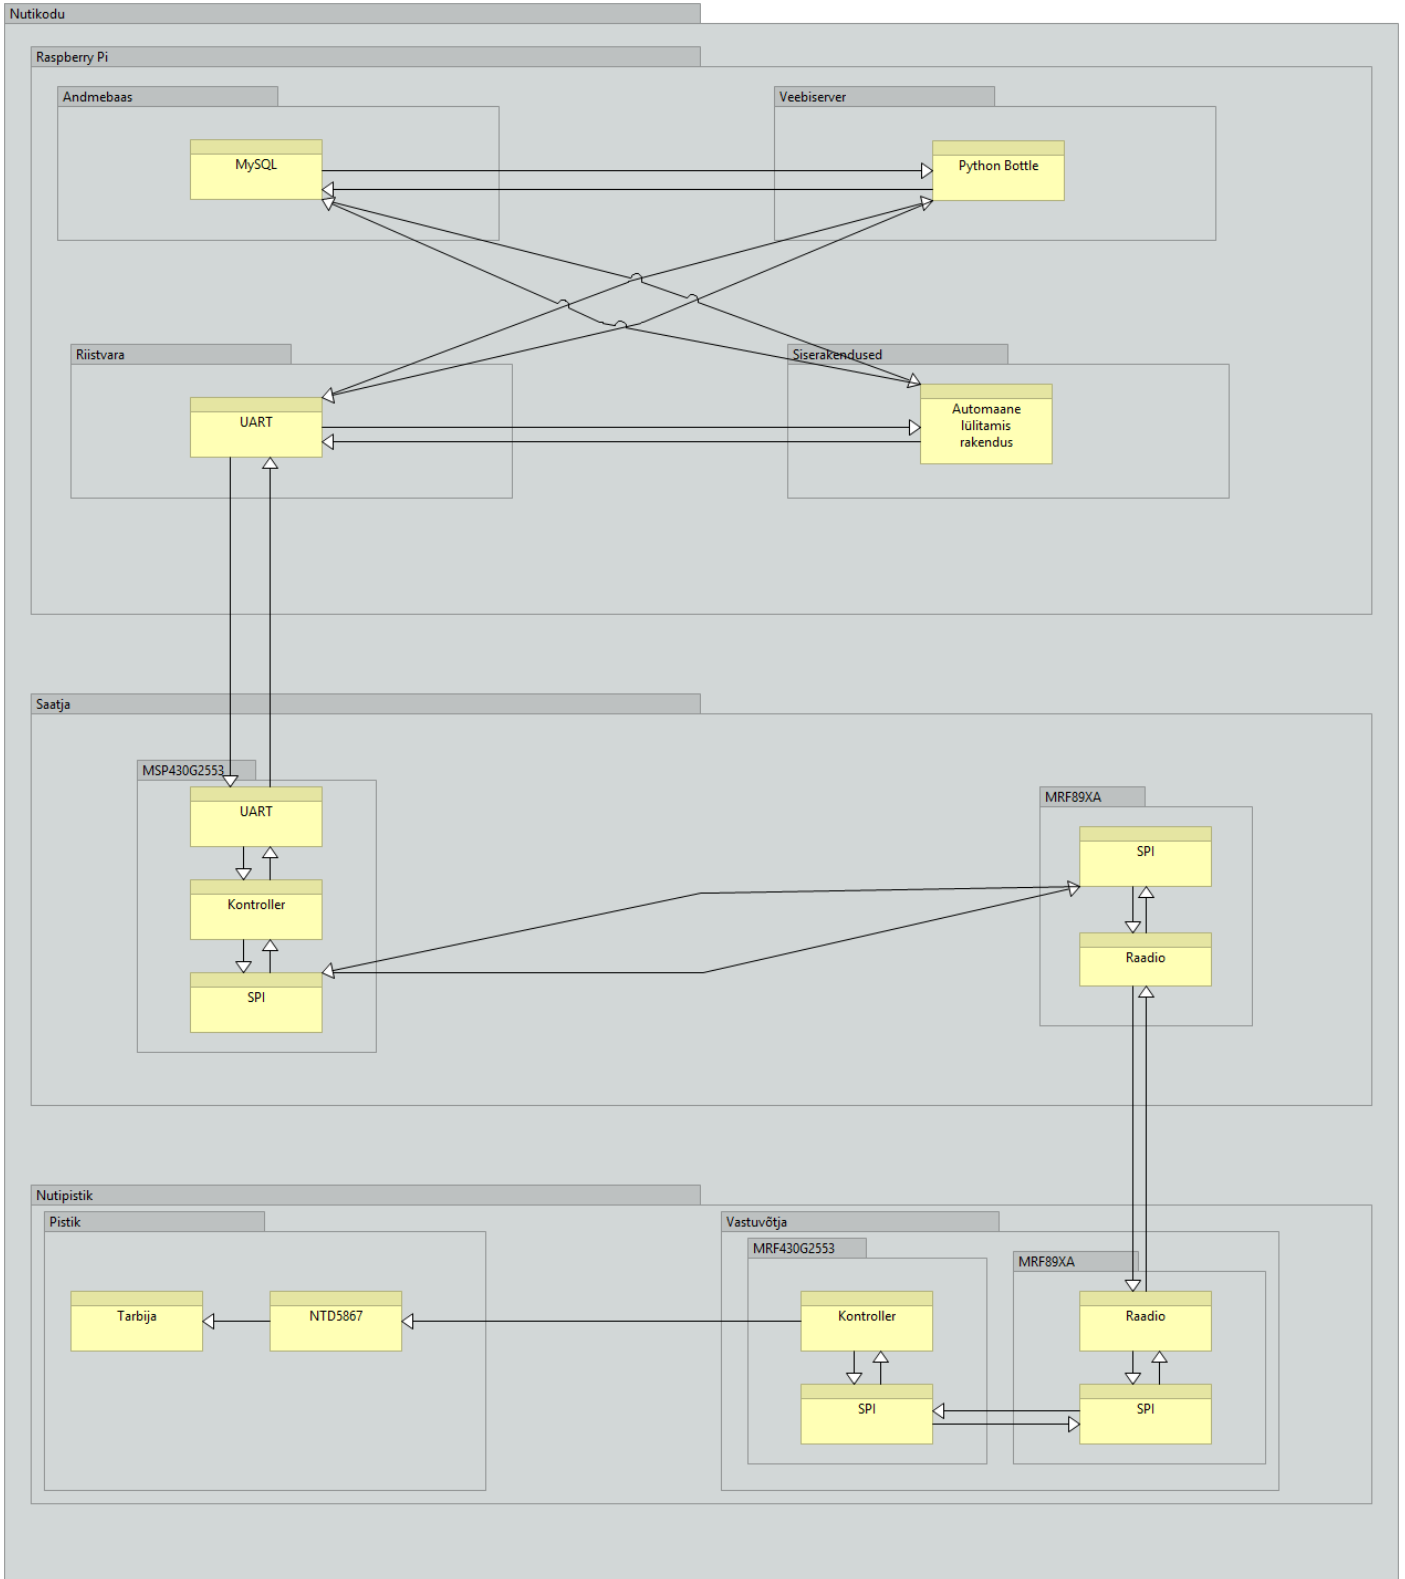 Nutikodu
Raspberry Pi
Andmebaas
Veebiserver
MySQL
Python Bottle
Riistvara
Siserakendused
UART
Automaane
lülitamis
rakendus
Saatja
MSP430G2553
MRF89XA
UART
SPI
Kontroller
Raadio
SPI
Nutipistik
Pistik
Vastuvõtja
MRF430G2553
MRF89XA
Tarbija
NTD5867
Kontroller
Raadio
SPI
SPI